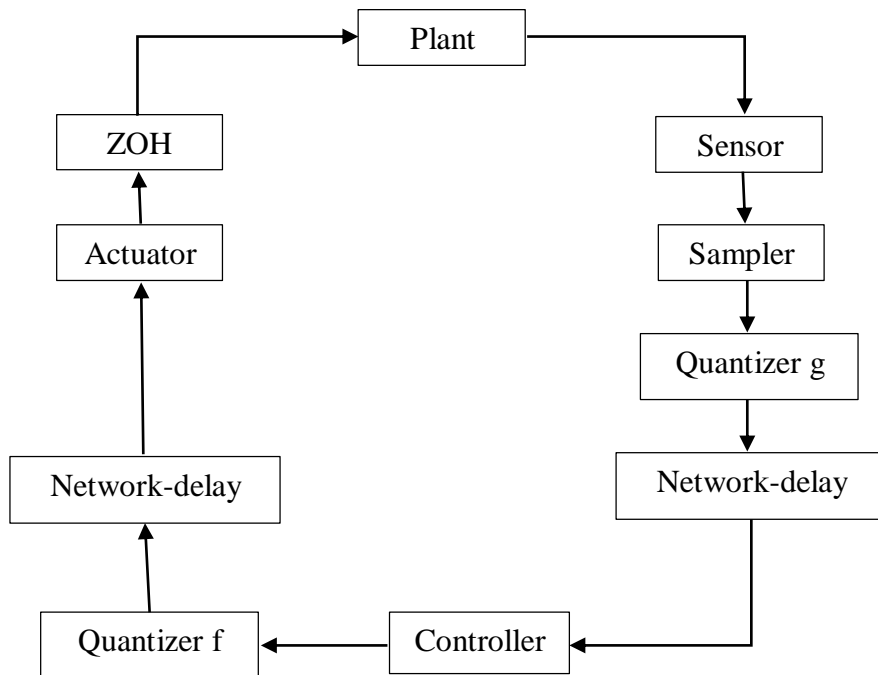 Plant
ZOH
Sensor
Actuator
Sampler
Quantizer g
Network-delay
Network-delay
Quantizer f
Controller